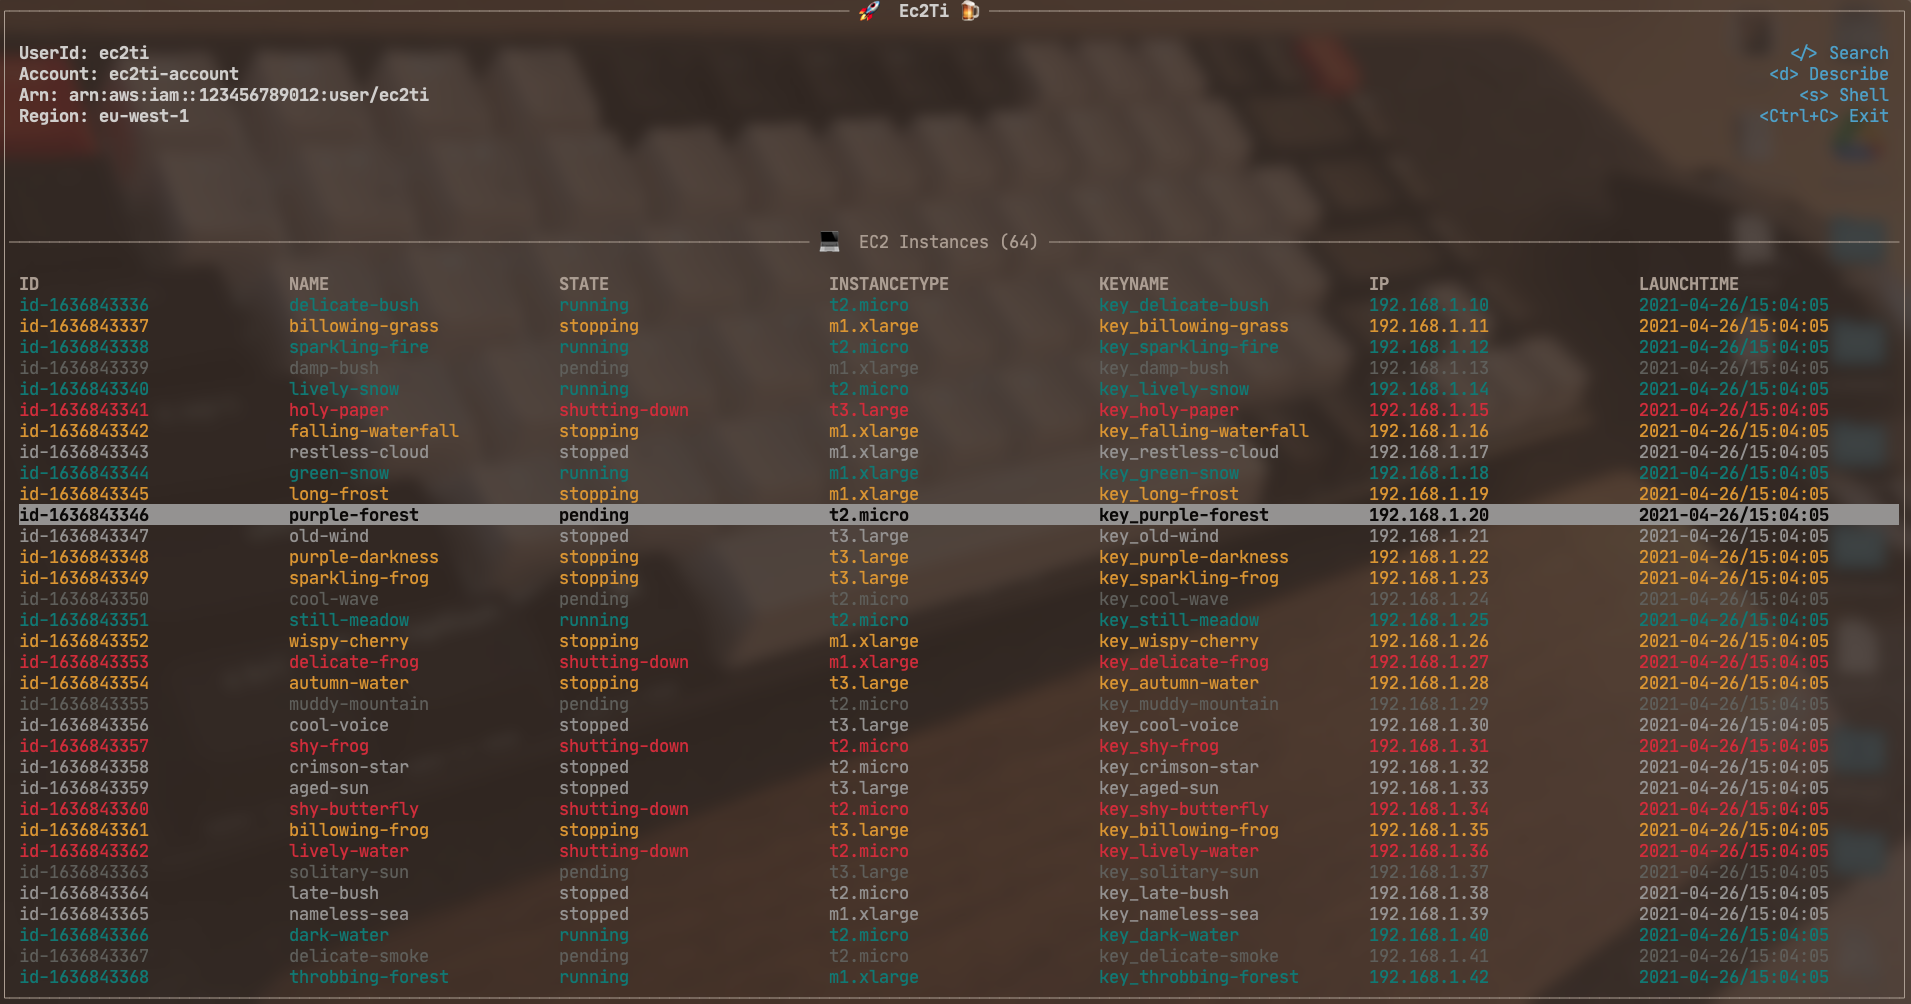 Ec2Ti
UserId: ec2ti
Account: ec2ti-account
Arn: arn:aws:iam::123456789012:user/ec2ti
Region: eu-west-1
</> Search
<d> Describe
<s> Shell
<Ctrl+C> Exit
EC2 Instances (64)
ID NAME STATE INSTANCETYPE KEYNAME IP LAUNCHTIME
id-1636843336 delicate-bush running t2.micro key_delicate-bush 192.168.1.10 2021-04-26/15:04:05
id-1636843337 billowing-grass stopping m1.xlarge key_billowing-grass 192.168.1.11 2021-04-26/15:04:05
id-1636843338 sparkling-fire running t2.micro key_sparkling-fire 192.168.1.12 2021-04-26/15:04:05
id-1636843339 damp-bush pending m1.xlarge key_damp-bush 192.168.1.13 2021-04-26/15:04:05
id-1636843340 lively-snow running t2.micro key_lively-snow 192.168.1.14 2021-04-26/15:04:05
id-1636843341 holy-paper shutting-down t3.large key_holy-paper 192.168.1.15 2021-04-26/15:04:05
id-1636843342 falling-waterfall stopping m1.xlarge key_falling-waterfall 192.168.1.16 2021-04-26/15:04:05
id-1636843343 restless-cloud stopped m1.xlarge key_restless-cloud 192.168.1.17 2021-04-26/15:04:05
id-1636843344 green-snow running m1.xlarge key_green-snow 192.168.1.18 2021-04-26/15:04:05
id-1636843345 long-frost stopping m1.xlarge key_long-frost 192.168.1.19 2021-04-26/15:04:05
id-1636843346 purple-forest pending t2.micro key_purple-forest 192.168.1.20 2021-04-26/15:04:05
id-1636843347 old-wind stopped t3.large key_old-wind 192.168.1.21 2021-04-26/15:04:05
id-1636843348 purple-darkness stopping t3.large key_purple-darkness 192.168.1.22 2021-04-26/15:04:05
id-1636843349 sparkling-frog stopping t3.large key_sparkling-frog 192.168.1.23 2021-04-26/15:04:05
id-1636843350 cool-wave pending t2.micro key_cool-wave 192.168.1.24 2021-04-26/15:04:05
id-1636843351 still-meadow running t2.micro key_still-meadow 192.168.1.25 2021-04-26/15:04:05
id-1636843352 wispy-cherry stopping m1.xlarge key_wispy-cherry 192.168.1.26 2021-04-26/15:04:05
id-1636843353 delicate-frog shutting-down m1.xlarge key_delicate-frog 192.168.1.27 2021-04-26/15:04:05
id-1636843354 autumn-water stopping t3.large key_autumn-water 192.168.1.28 2021-04-26/15:04:05
id-1636843355 muddy-mountain pending t2.micro key_muddy-mountain 192.168.1.29 2021-04-26/15:04:05
id-1636843356 cool-voice stopped t3.large key_cool-voice 192.168.1.30 2021-04-26/15:04:05
id-1636843357 shy-frog shutting-down t2.micro key_shy-frog 192.168.1.31 2021-04-26/15:04:05
id-1636843358 crimson-star stopped t2.micro key_crimson-star 192.168.1.32 2021-04-26/15:04:05
id-1636843359 aged-sun stopped t3.large key_aged-sun 192.168.1.33 2021-04-26/15:04:05
id-1636843360 shy-butterfly shutting-down t2.micro key_shy-butterfly 192.168.1.34 2021-04-26/15:04:05
id-1636843361 billowing-frog stopping t3.large key_billowing-frog 192.168.1.35 2021-04-26/15:04:05
id-1636843362 lively-water shutting-down t2.micro key_lively-water 192.168.1.36 2021-04-26/15:04:05
id-1636843363 solitary-sun pending t3.large key_solitary-sun 192.168.1.37 2021-04-26/15:04:05
id-1636843364 late-bush stopped t2.micro key_late-bush 192.168.1.38 2021-04-26/15:04:05
id-1636843365 nameless-sea stopped m1.xlarge key_nameless-sea 192.168.1.39 2021-04-26/15:04:05
id-1636843366 dark-water running t2.micro key_dark-water 192.168.1.40 2021-04-26/15:04:05
id-1636843367 delicate-smoke pending t2.micro key_delicate-smoke 192.168.1.41 2021-04-26/15:04:05
id-1636843368 throbbing-forest running m1.xlarge key_throbbing-forest 192.168.1.42 2021-04-26/15:04:05